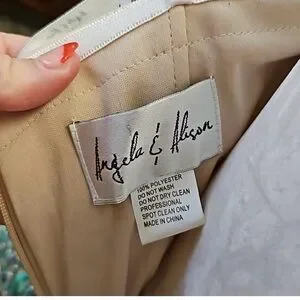 Angela & Alison
100% POLYESTER
DO NOT WASH
DO NOT DRY CLEAN
PROFESSIONAL
SPOT CLEAN ONLY
MADE IN CHINA